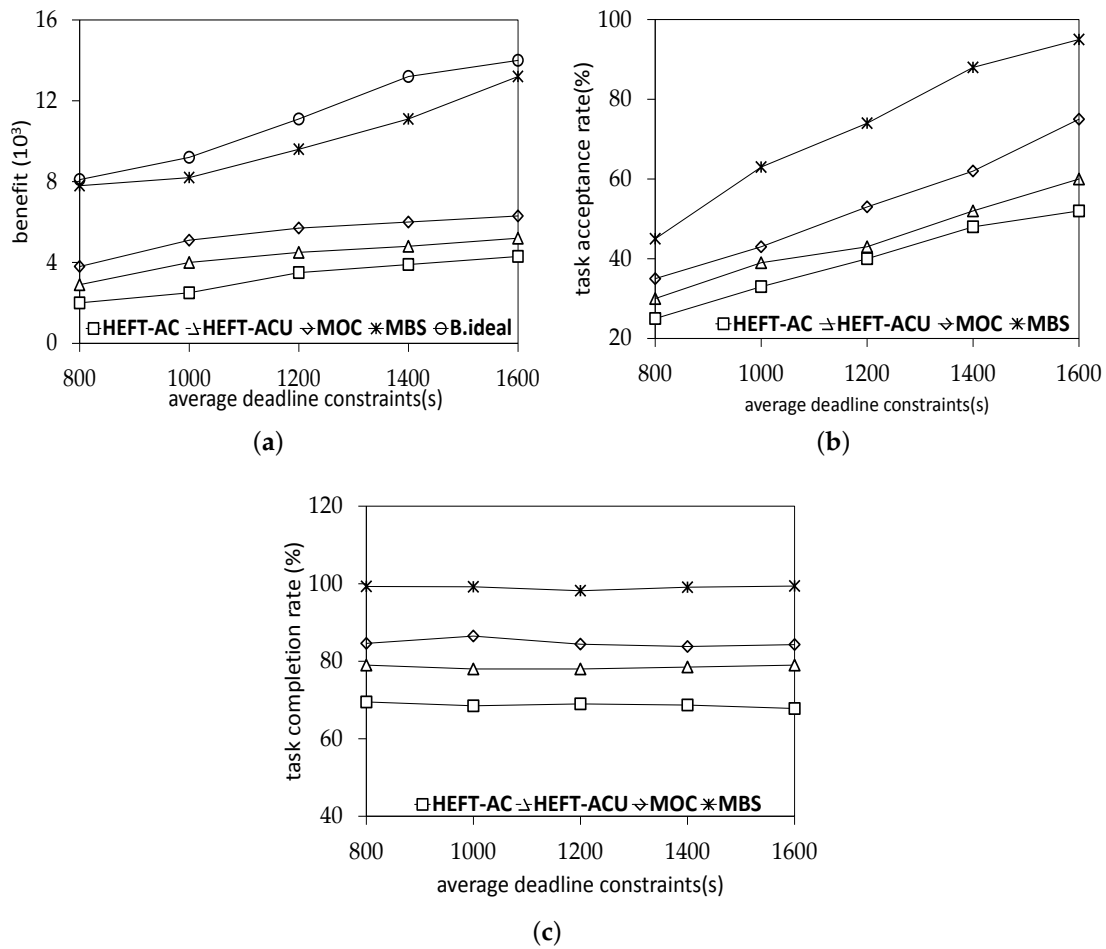 16
12
8
4
0
benefit (10³)
HEFT-AC HEFT-ACU MOC MBS B.ideal
800 1000 1200 1400 1600
average deadline constraints(s)
(a)
100
80
60
40
20
task acceptance rate(%)
HEFT-AC HEFT-ACU MOC MBS
800 1000 1200 1400 1600
average deadline constraints(s)
(b)
120
100
80
60
40
task completion rate (%)
HEFT-AC HEFT-ACU MOC MBS
800 1000 1200 1400 1600
average deadline constraints(s)
(c)